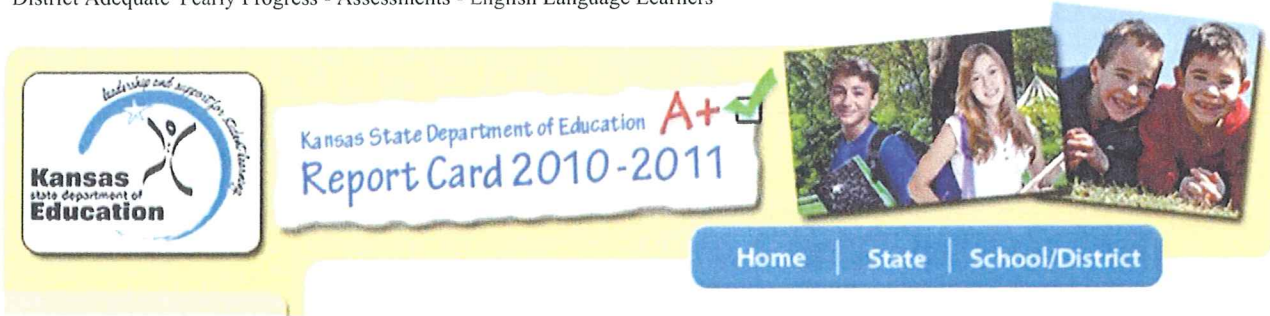 District Adequate Yearly Progress - Assessments - English Language Learners
leadership and support for student learning
Kansas
state department of
Education
Kansas State Department of Education A+
Report Card 2010-2011
Home | State | School/District